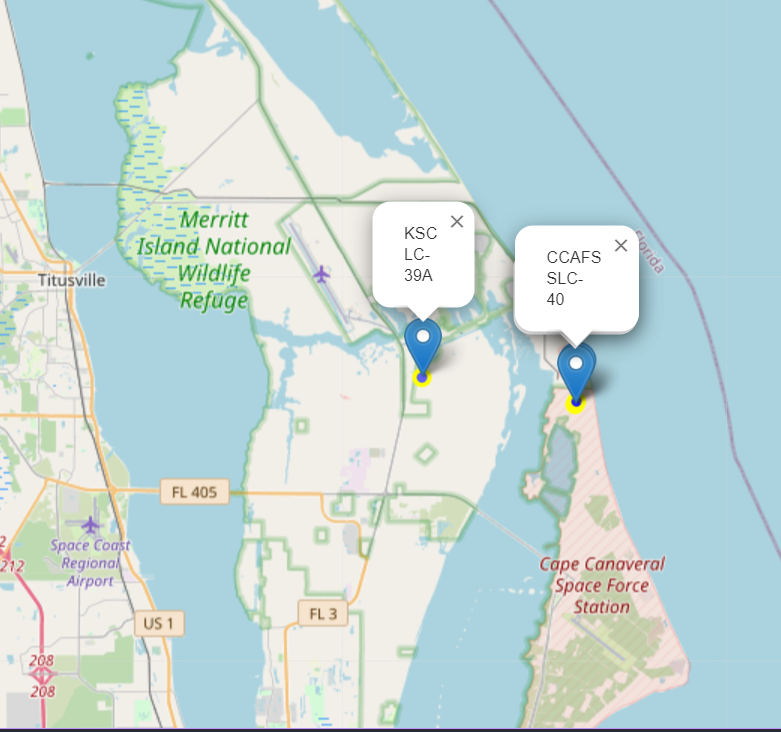 KSC
LC-
39A
×
CCAFS
SLC-
40
×
Florida
Merritt
Island National
Wildlife
Refuge
Titusville
FL 405
Space Coast
Regional
Airport
2
212
Cape Canaveral
Space Force
Station
US 1
FL 3
208
208